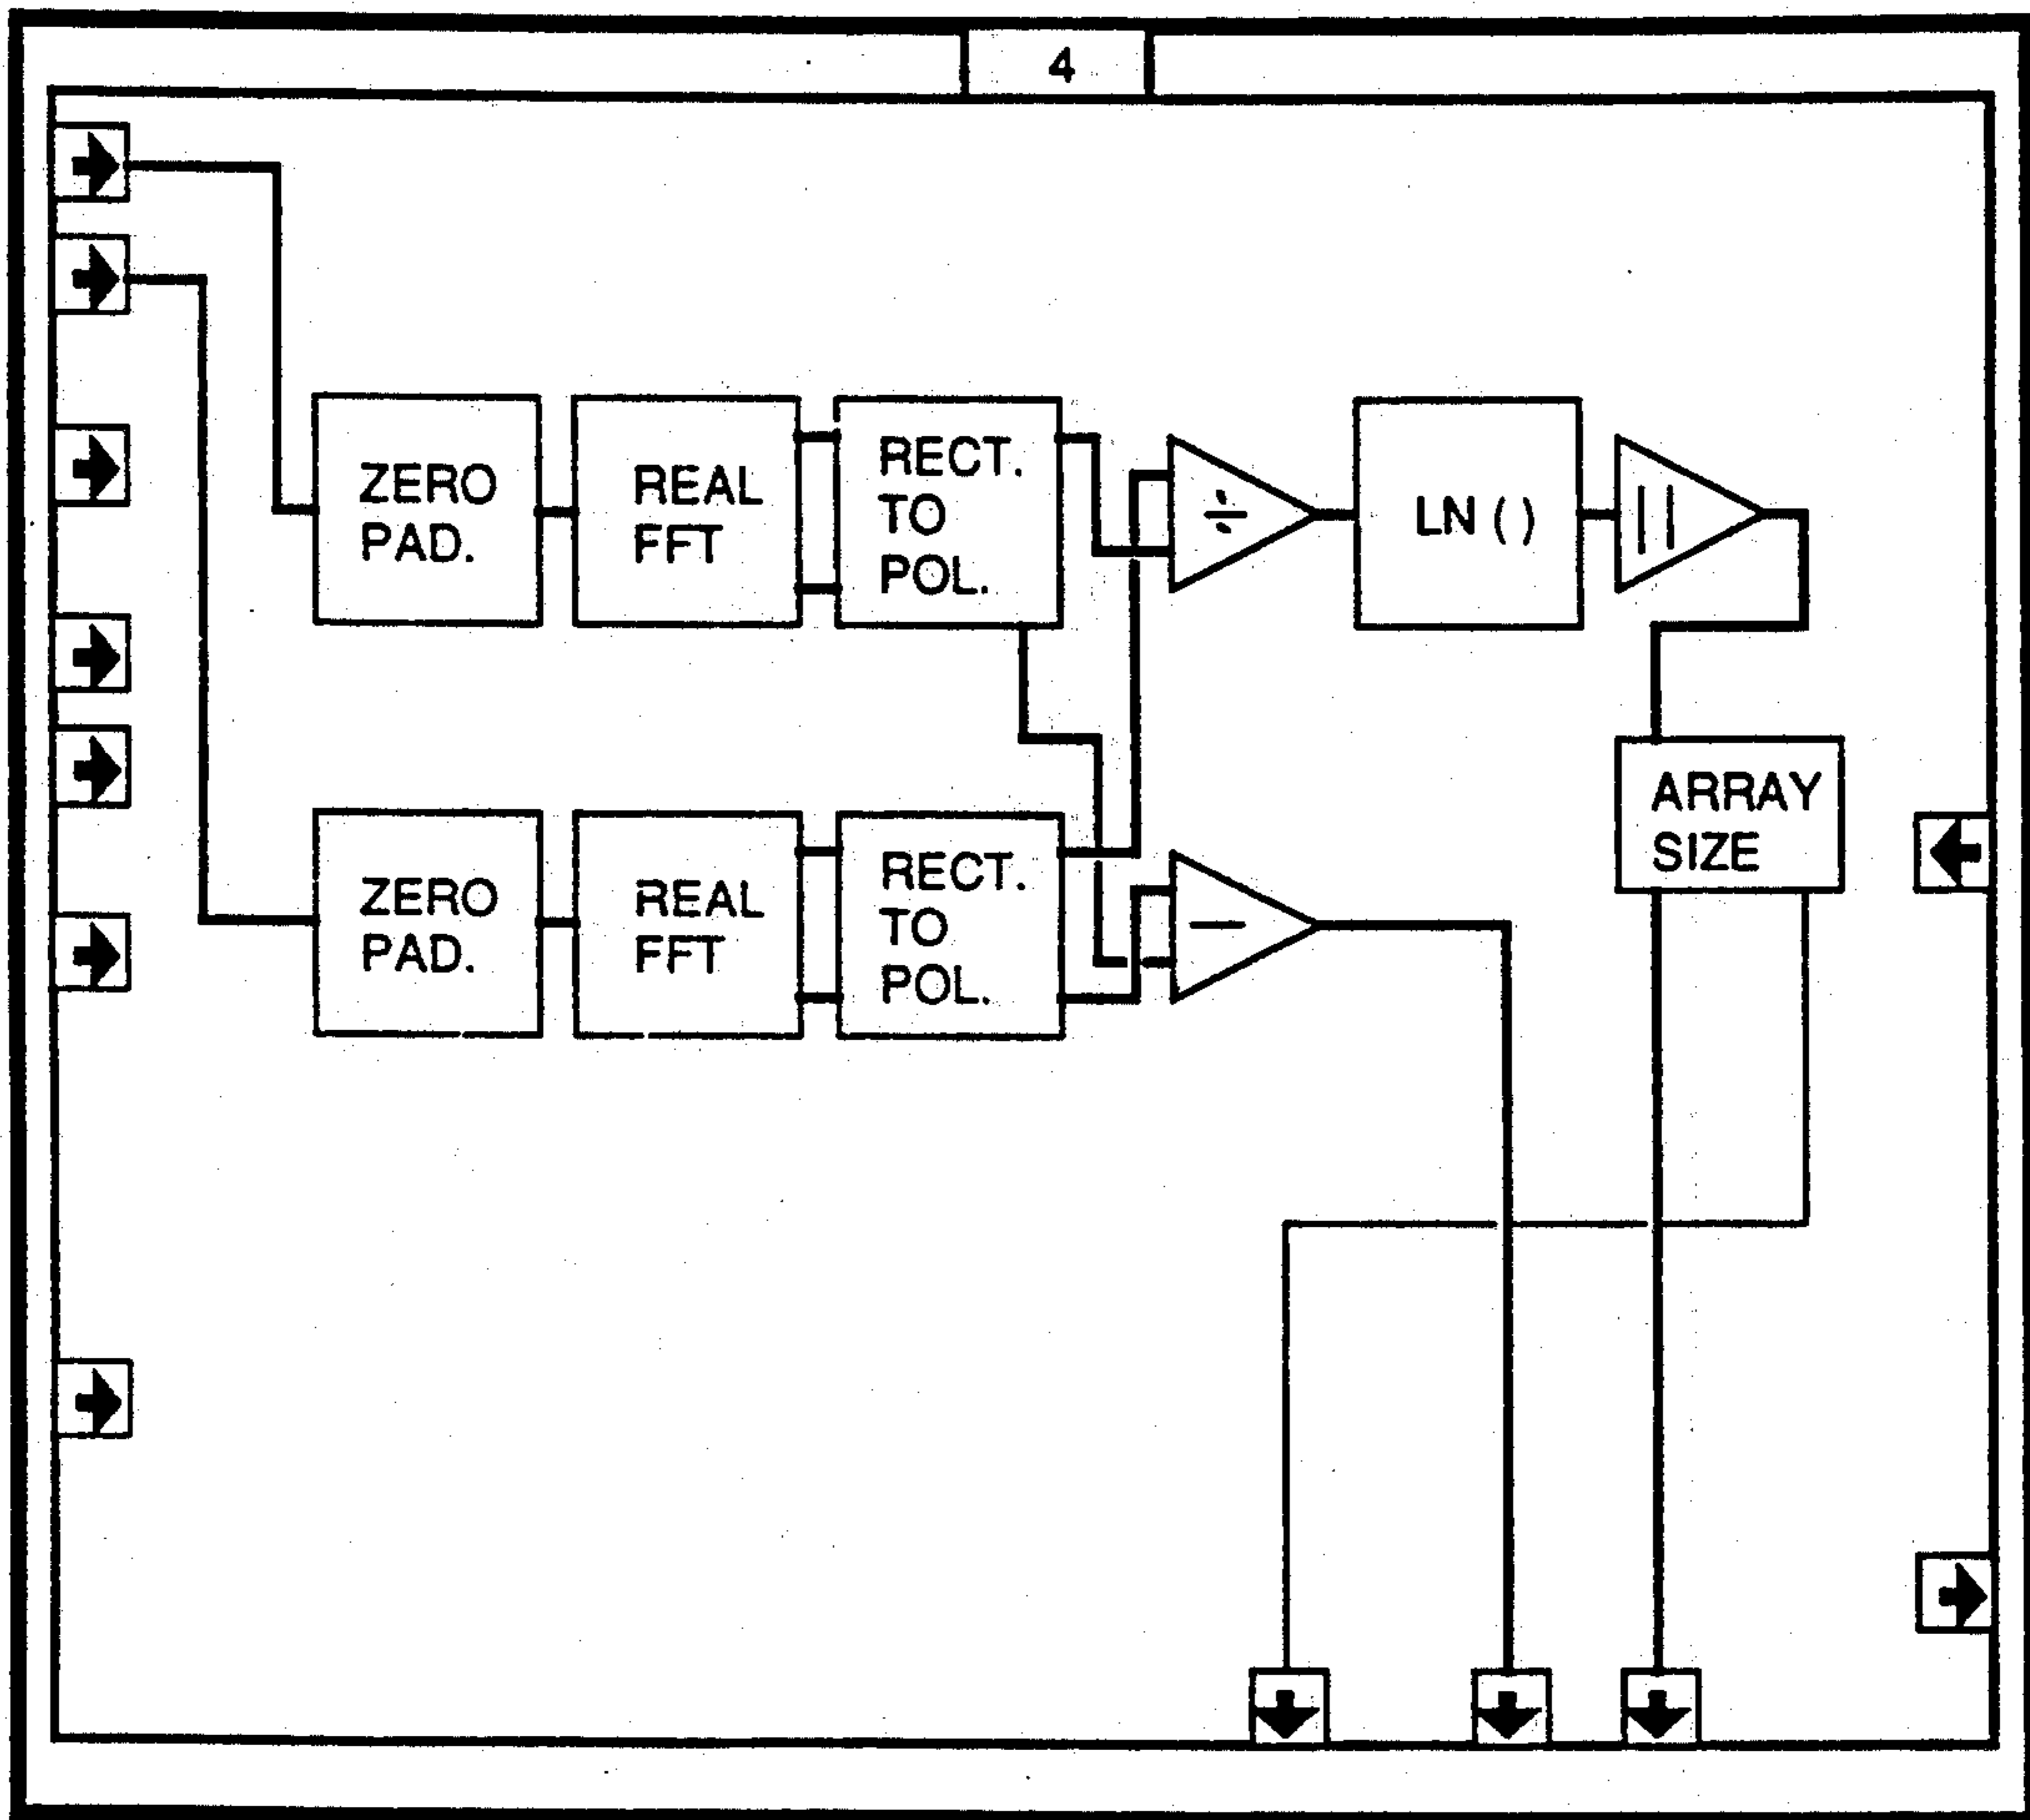 4
ZERO
PAD.
REAL
FFT
RECT.
TO
POL.
÷
LN ( )
||
ARRAY
SIZE
ZERO
PAD.
REAL
FFT
RECT.
TO
POL.
—